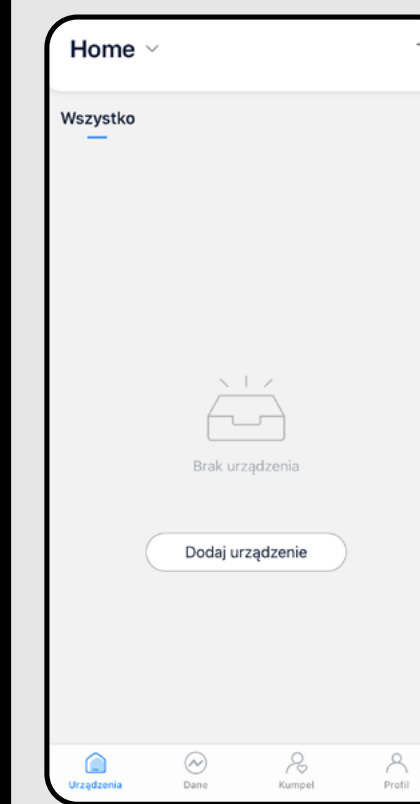 Home
Wszystko
Brak urządzenia
Dodaj urządzenie
Urządzenia
Dane
Kumpel
Profil